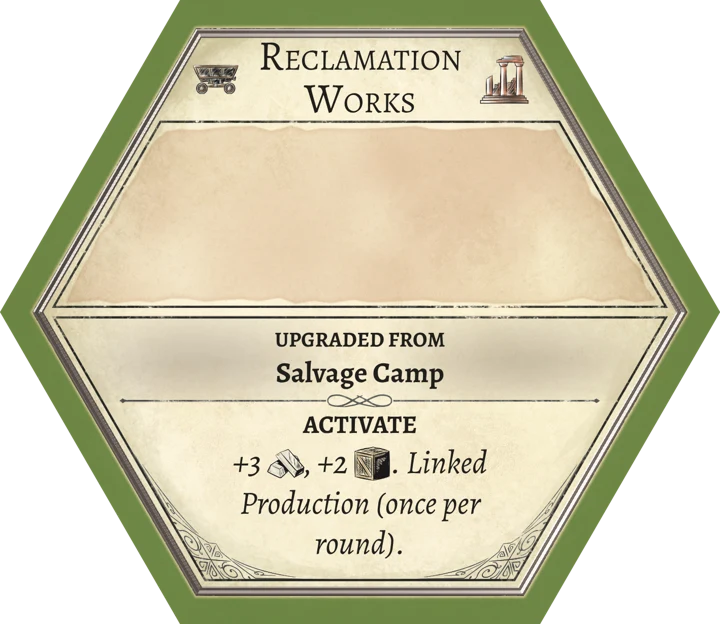 Reclamation
Works
UPGRADED FROM
Salvage Camp
ACTIVATE
+3 , +2 . Linked
Production (once per
round).